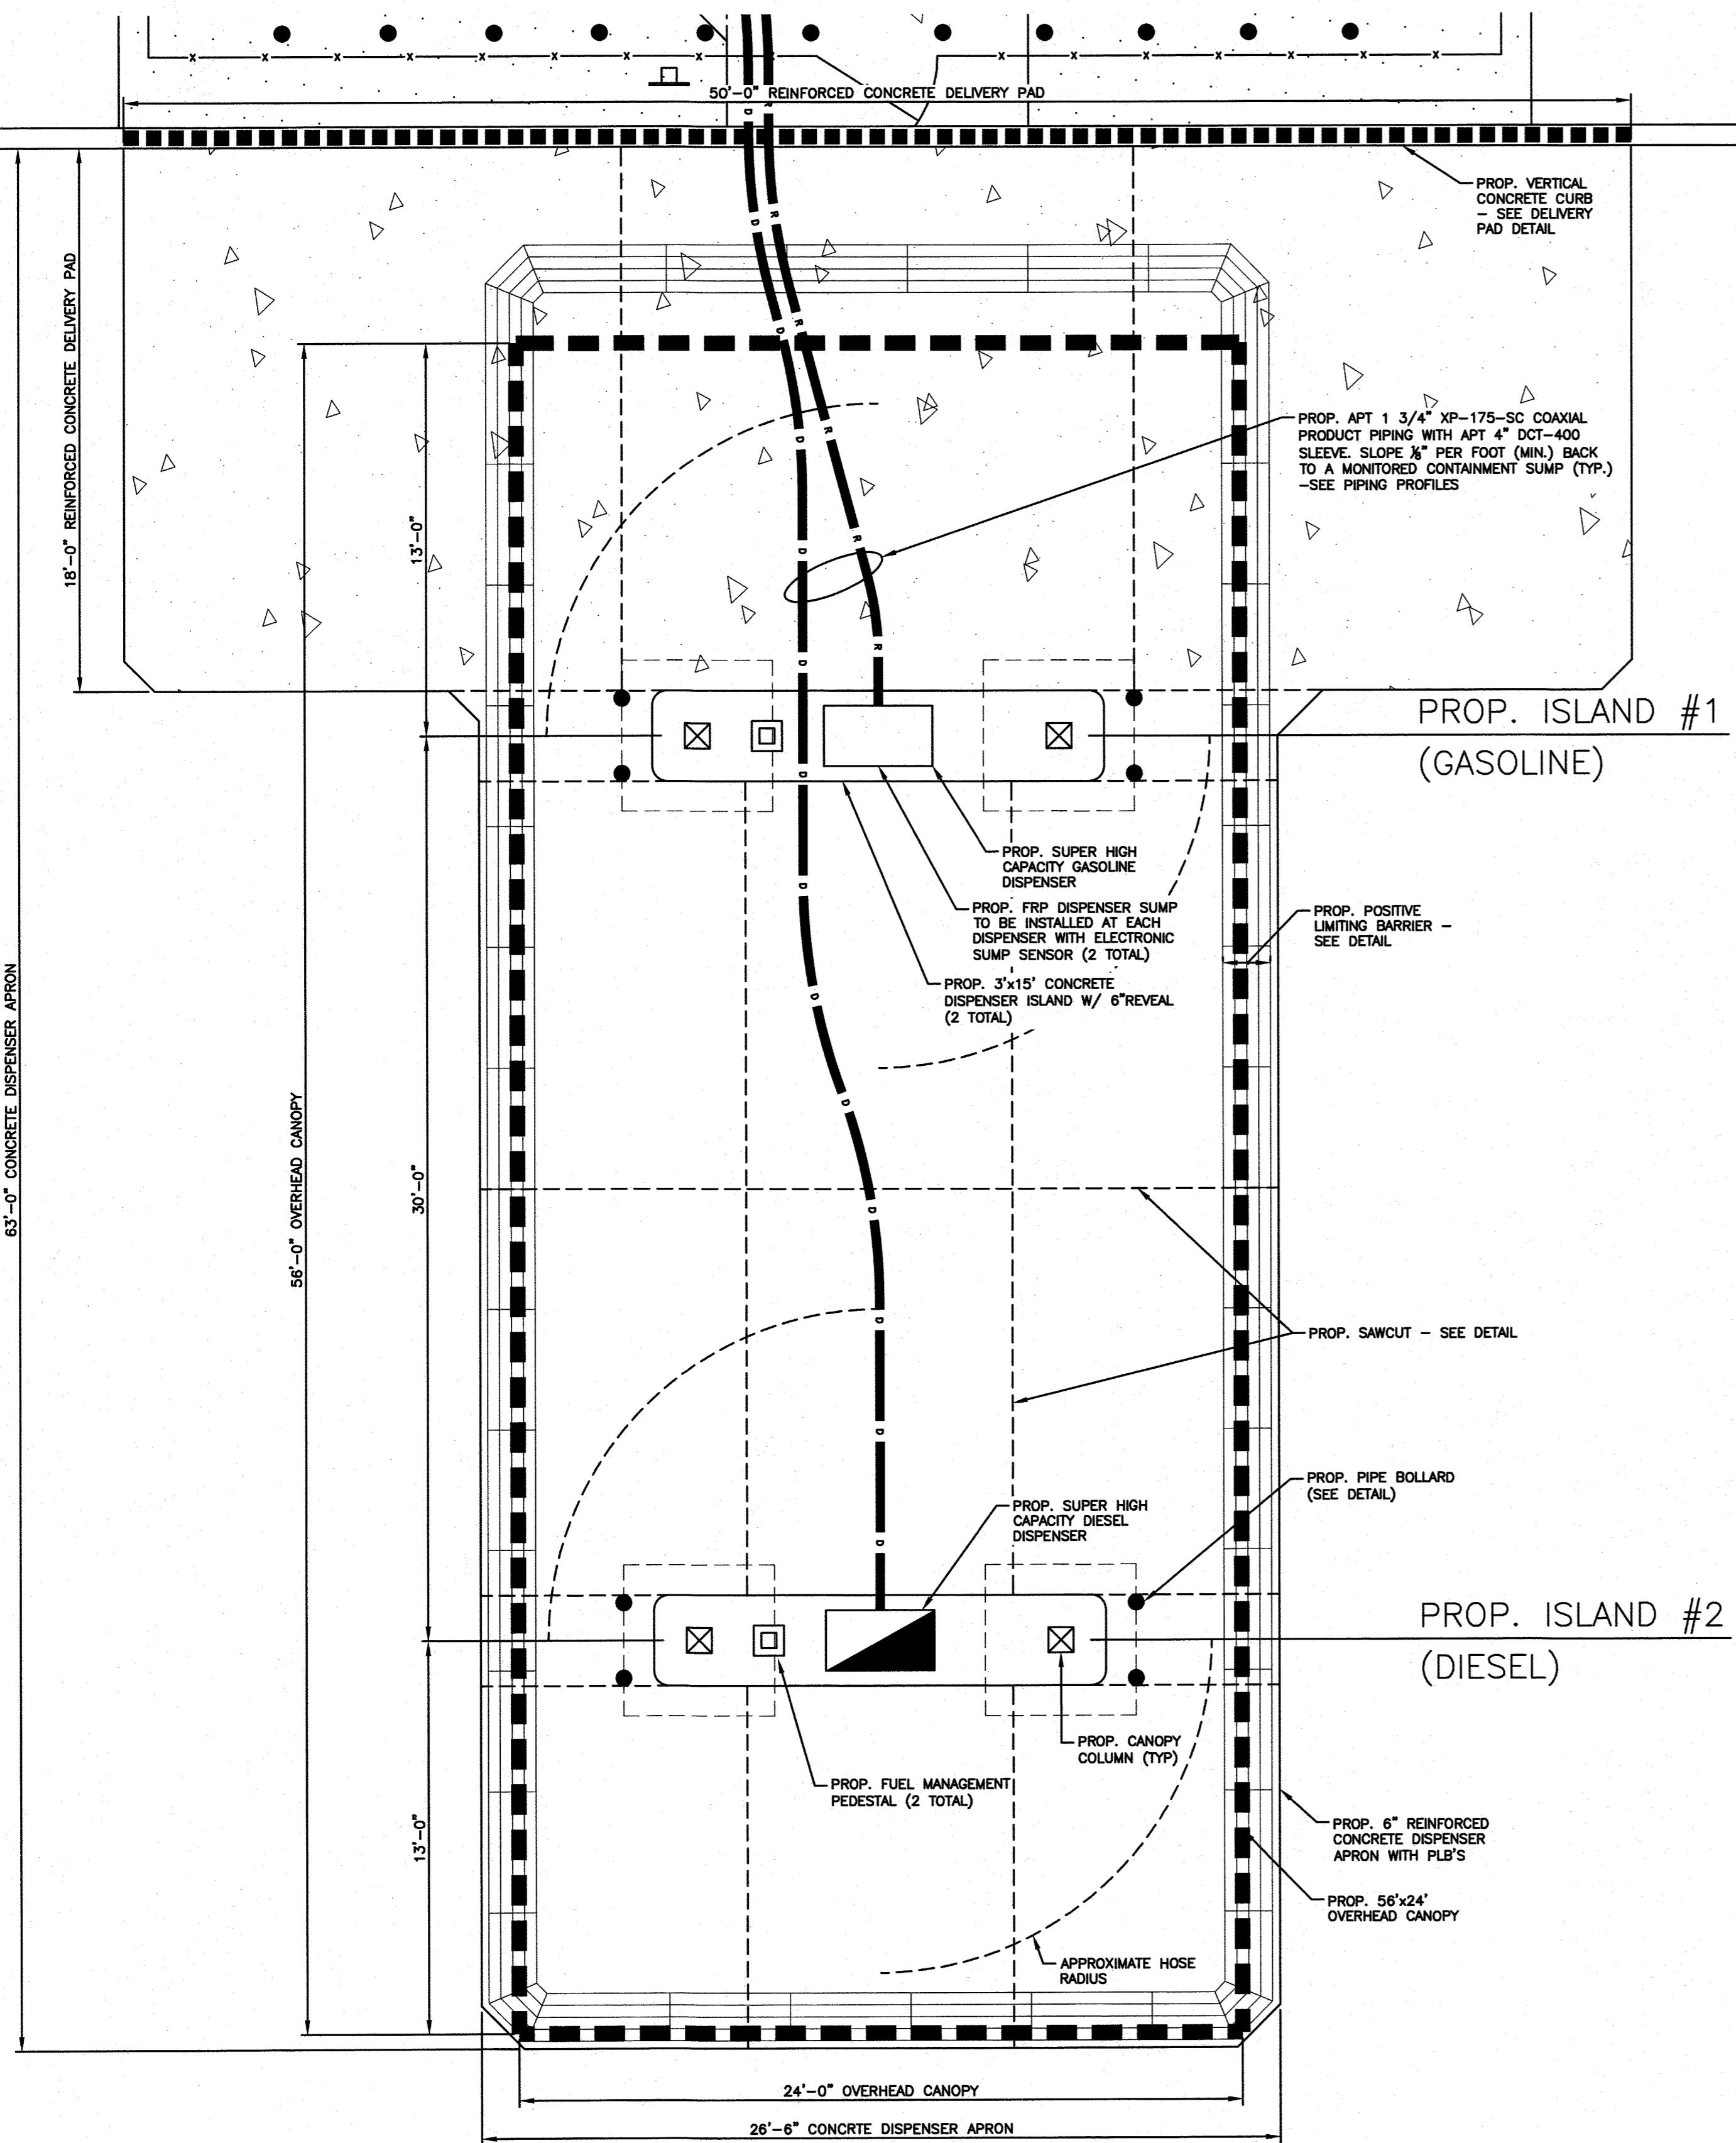 50'-0" REINFORCED CONCRETE DELIVERY PAD
PROP. VERTICAL
CONCRETE CURB
- SEE DELIVERY
PAD DETAIL
18'-0" REINFORCED CONCRETE DELIVERY PAD
13'-0"
PROP. APT 1 3/4" XP-175-SC COAXIAL
PRODUCT PIPING WITH APT 4" DCT-400
SLEEVE. SLOPE ⅛" PER FOOT (MIN.) BACK
TO A MONITORED CONTAINMENT SUMP (TYP.)
-SEE PIPING PROFILES
PROP. ISLAND #1
(GASOLINE)
PROP. SUPER HIGH
CAPACITY GASOLINE
DISPENSER
PROP. FRP DISPENSER SUMP
TO BE INSTALLED AT EACH
DISPENSER WITH ELECTRONIC
SUMP SENSOR (2 TOTAL)
PROP. 3'x15' CONCRETE
DISPENSER ISLAND W/ 6"REVEAL
(2 TOTAL)
PROP. POSITIVE
LIMITING BARRIER -
SEE DETAIL
63'-0" CONCRETE DISPENSER APRON
56'-0" OVERHEAD CANOPY
30'-0"
PROP. SAWCUT - SEE DETAIL
PROP. PIPE BOLLARD
(SEE DETAIL)
PROP. SUPER HIGH
CAPACITY DIESEL
DISPENSER
PROP. ISLAND #2
(DIESEL)
PROP. CANOPY
COLUMN (TYP)
PROP. FUEL MANAGEMENT
PEDESTAL (2 TOTAL)
13'-0"
PROP. 6" REINFORCED
CONCRETE DISPENSER
APRON WITH PLB'S
PROP. 56'x24'
OVERHEAD CANOPY
APPROXIMATE HOSE
RADIUS
24'-0" OVERHEAD CANOPY
26'-6" CONCRTE DISPENSER APRON